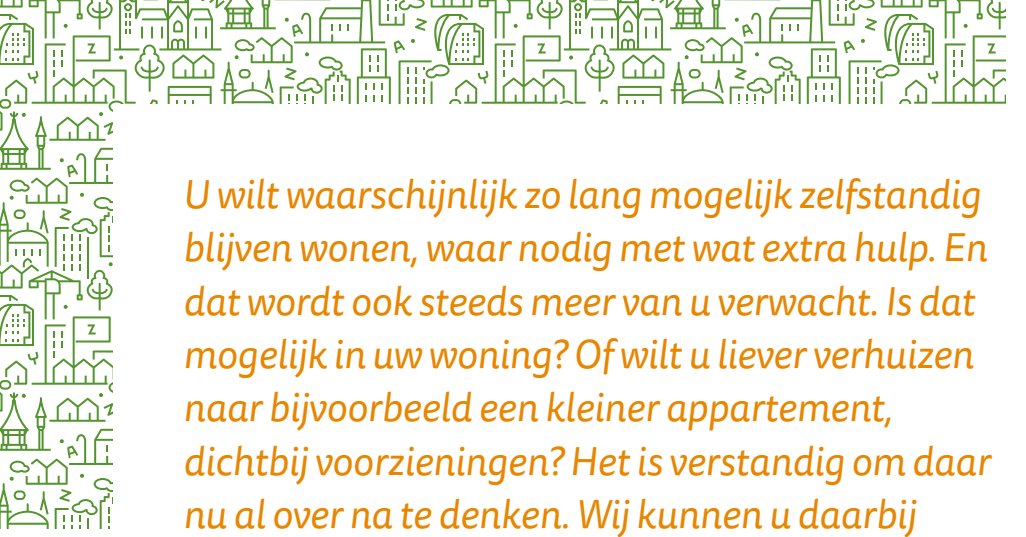 U wilt waarschijnlijk zo lang mogelijk zelfstandig
blijven wonen, waar nodig met wat extra hulp. En
dat wordt ook steeds meer van u verwacht. Is dat
mogelijk in uw woning? Of wilt u liever verhuizen
naar bijvoorbeeld een kleiner appartement,
dichtbij voorzieningen? Het is verstandig om daar
nu al over na te denken. Wij kunnen u daarbij